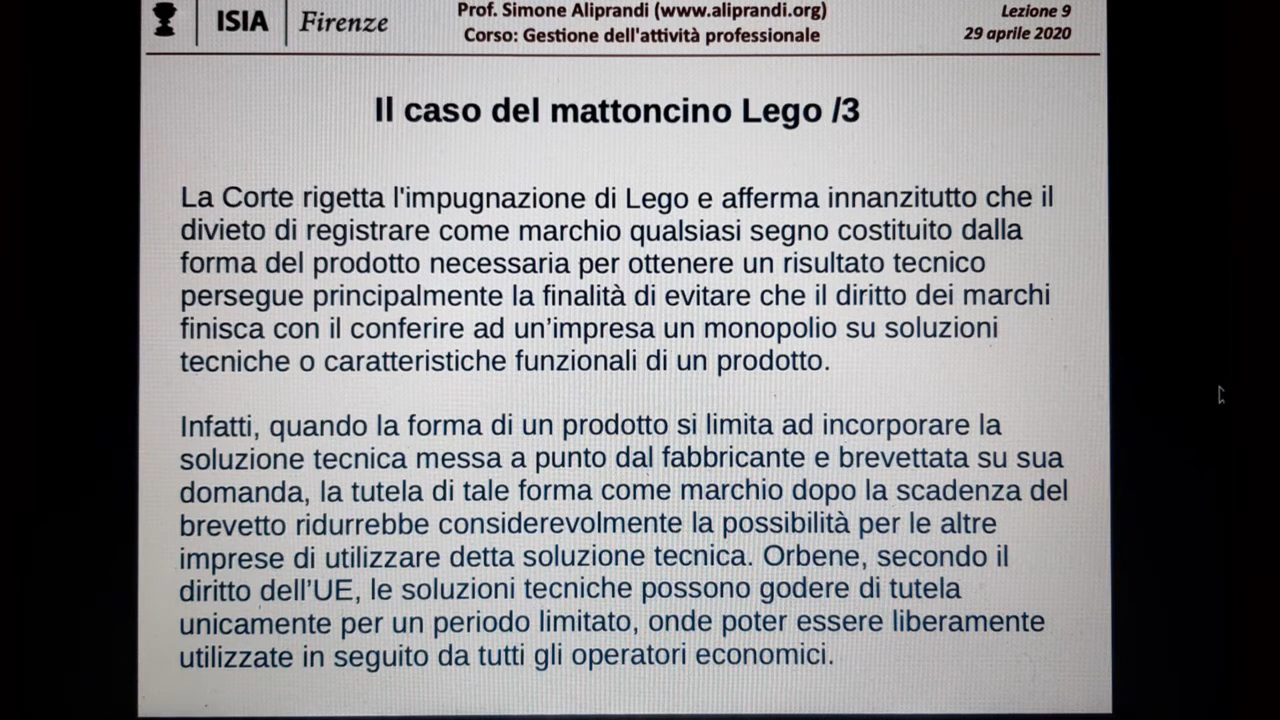 ISIA Firenze
Prof. Simone Aliprandi (www.aliprandi.org)
Corso: Gestione dell'attività professionale
Lezione 9
29 aprile 2020
Il caso del mattoncino Lego /3
La Corte rigetta l'impugnazione di Lego e afferma innanzitutto che il
divieto di registrare come marchio qualsiasi segno costituito dalla
forma del prodotto necessaria per ottenere un risultato tecnico
persegue principalmente la finalità di evitare che il diritto dei marchi
finisca con il conferire ad un’impresa un monopolio su soluzioni
tecniche o caratteristiche funzionali di un prodotto.
Infatti, quando la forma di un prodotto si limita ad incorporare la
soluzione tecnica messa a punto dal fabbricante e brevettata su sua
domanda, la tutela di tale forma come marchio dopo la scadenza del
brevetto ridurrebbe considerevolmente la possibilità per le altre
imprese di utilizzare detta soluzione tecnica. Orbene, secondo il
diritto dell’UE, le soluzioni tecniche possono godere di tutela
unicamente per un periodo limitato, onde poter essere liberamente
utilizzate in seguito da tutti gli operatori economici.